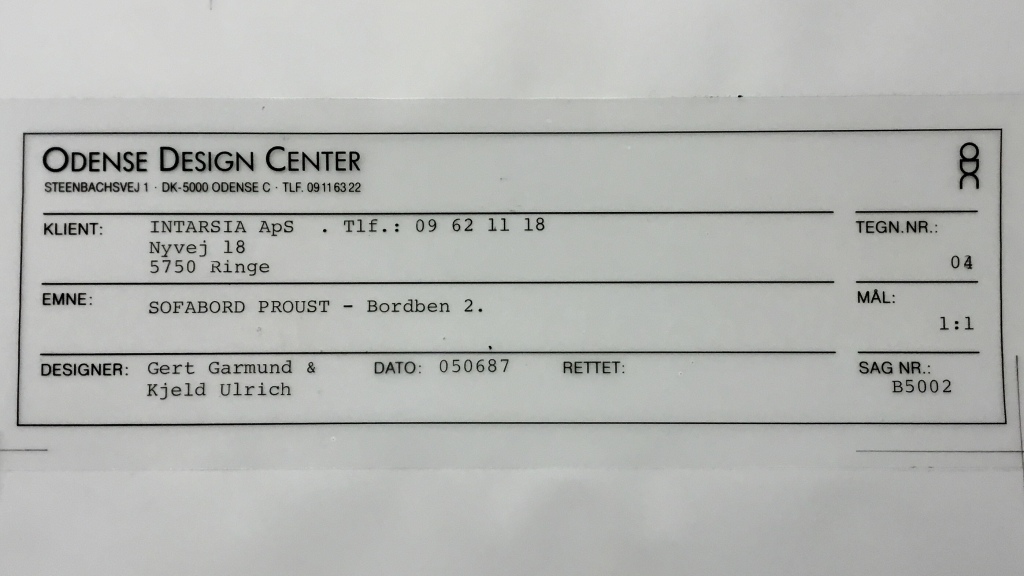 ODENSE DESIGN CENTER
STEENBACHSVEJ 1 · DK-5000 ODENSE C · TLF. 09 11 63 22
KLIENT: INTARSIA ApS . Tlf.: 09 62 11 18
Nyvej 18
5750 Ringe
TEGN.NR.:
04
EMNE: SOFABORD PROUST - Bordben 2.
MÅL:
1:1
DESIGNER: Gert Garmund &
Kjeld Ulrich
DATO: 050687
RETTET:
SAG NR.:
B5002